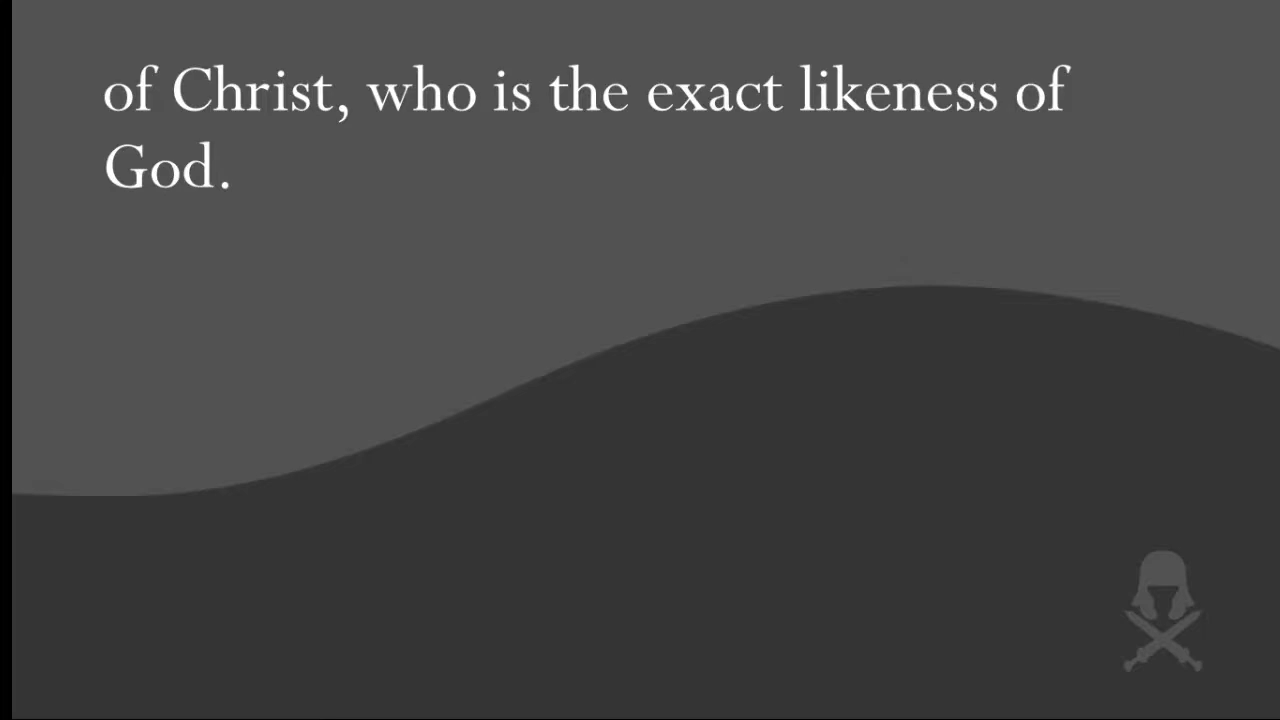 of Christ, who is the exact likeness of
God.